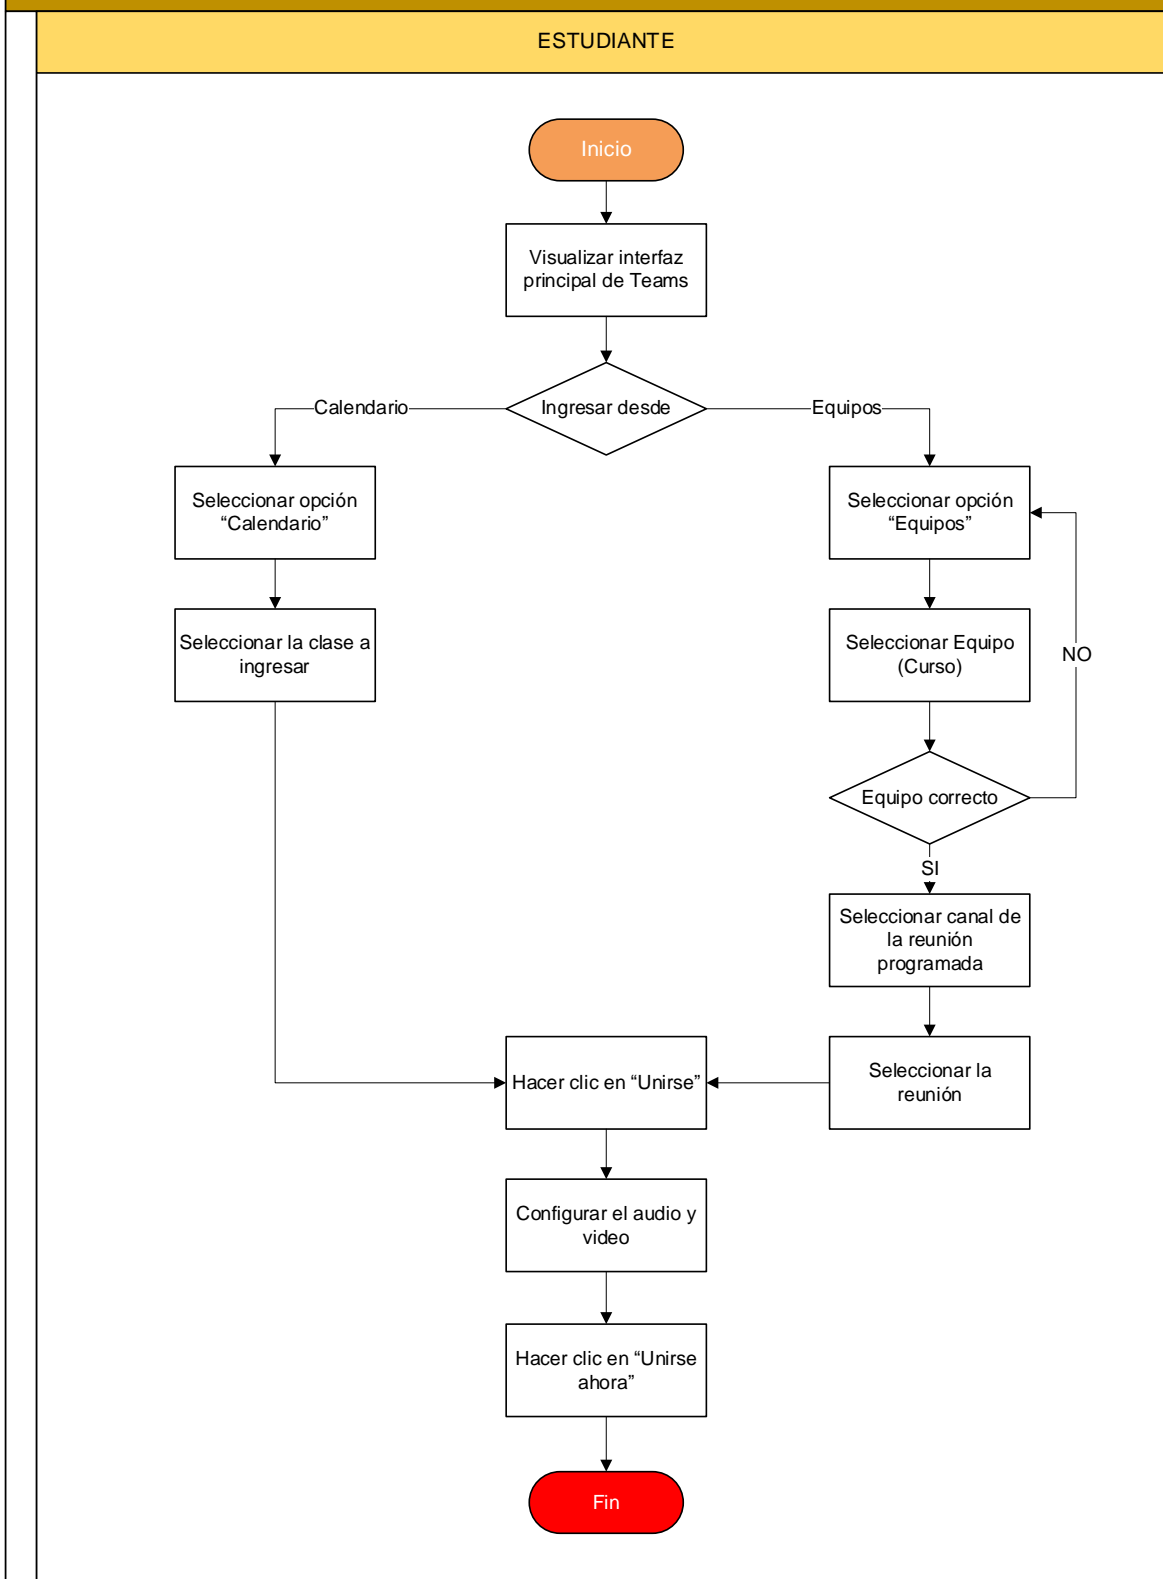 ESTUDIANTE
Inicio
Visualizar interfaz
principal de Teams
Calendario
Ingresar desde
Equipos
Seleccionar opción
“Calendario”
Seleccionar opción
“Equipos”
Seleccionar la clase a
ingresar
Seleccionar Equipo
(Curso)
NO
Equipo correcto
SI
Seleccionar canal de
la reunión
programada
Hacer clic en “Unirse”
Seleccionar la
reunión
Configurar el audio y
video
Hacer clic en “Unirse
ahora”
Fin